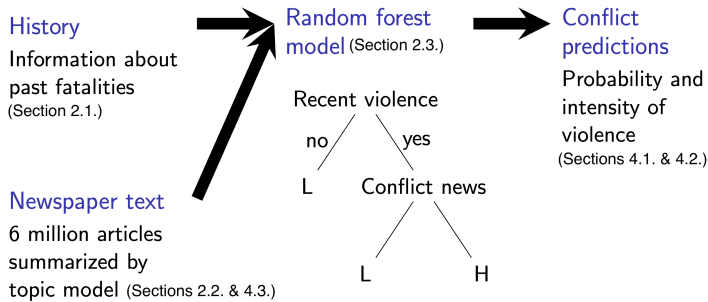 History
Information about
past fatalities
(Section 2.1.)
Newspaper text
6 million articles
summarized by
topic model (Sections 2.2. & 4.3.)
Random forest
model (Section 2.3.)
Recent violence
no yes
L Conflict news
L H
Conflict
predictions
Probability and
intensity of
violence
(Sections 4.1. & 4.2.)